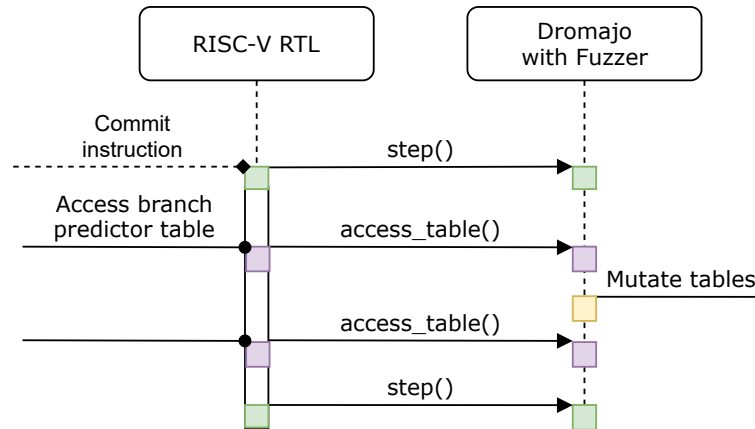 RISC-V RTL
Dromajo
with Fuzzer
Commit
instruction
step()
Access branch
predictor table
access_table()
Mutate tables
access_table()
step()